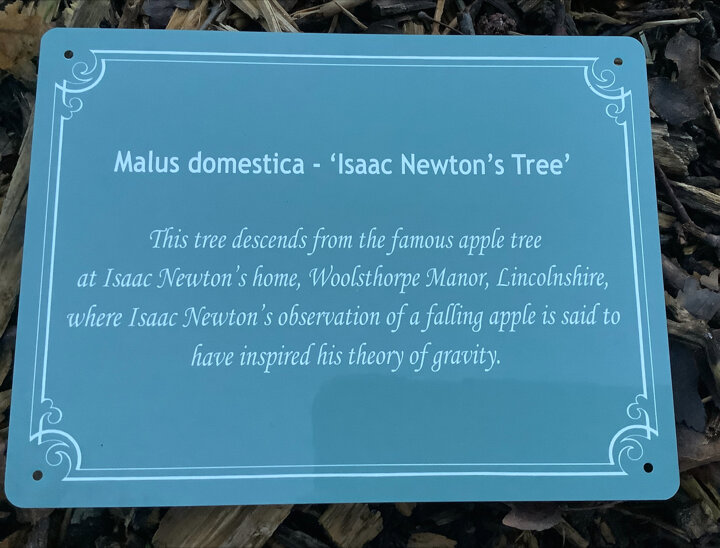 Malus domestica - ‘Isaac Newton’s Tree’
This tree descends from the famous apple tree
at Isaac Newton’s home, Woolsthorpe Manor, Lincolnshire,
where Isaac Newton’s observation of a falling apple is said to
have inspired his theory of gravity.